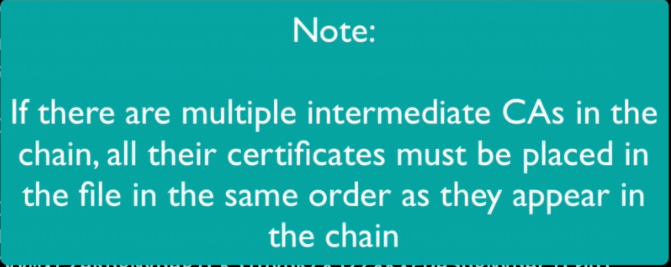 Note:
If there are multiple intermediate CAs in the
chain, all their certificates must be placed in
the file in the same order as they appear in
the chain